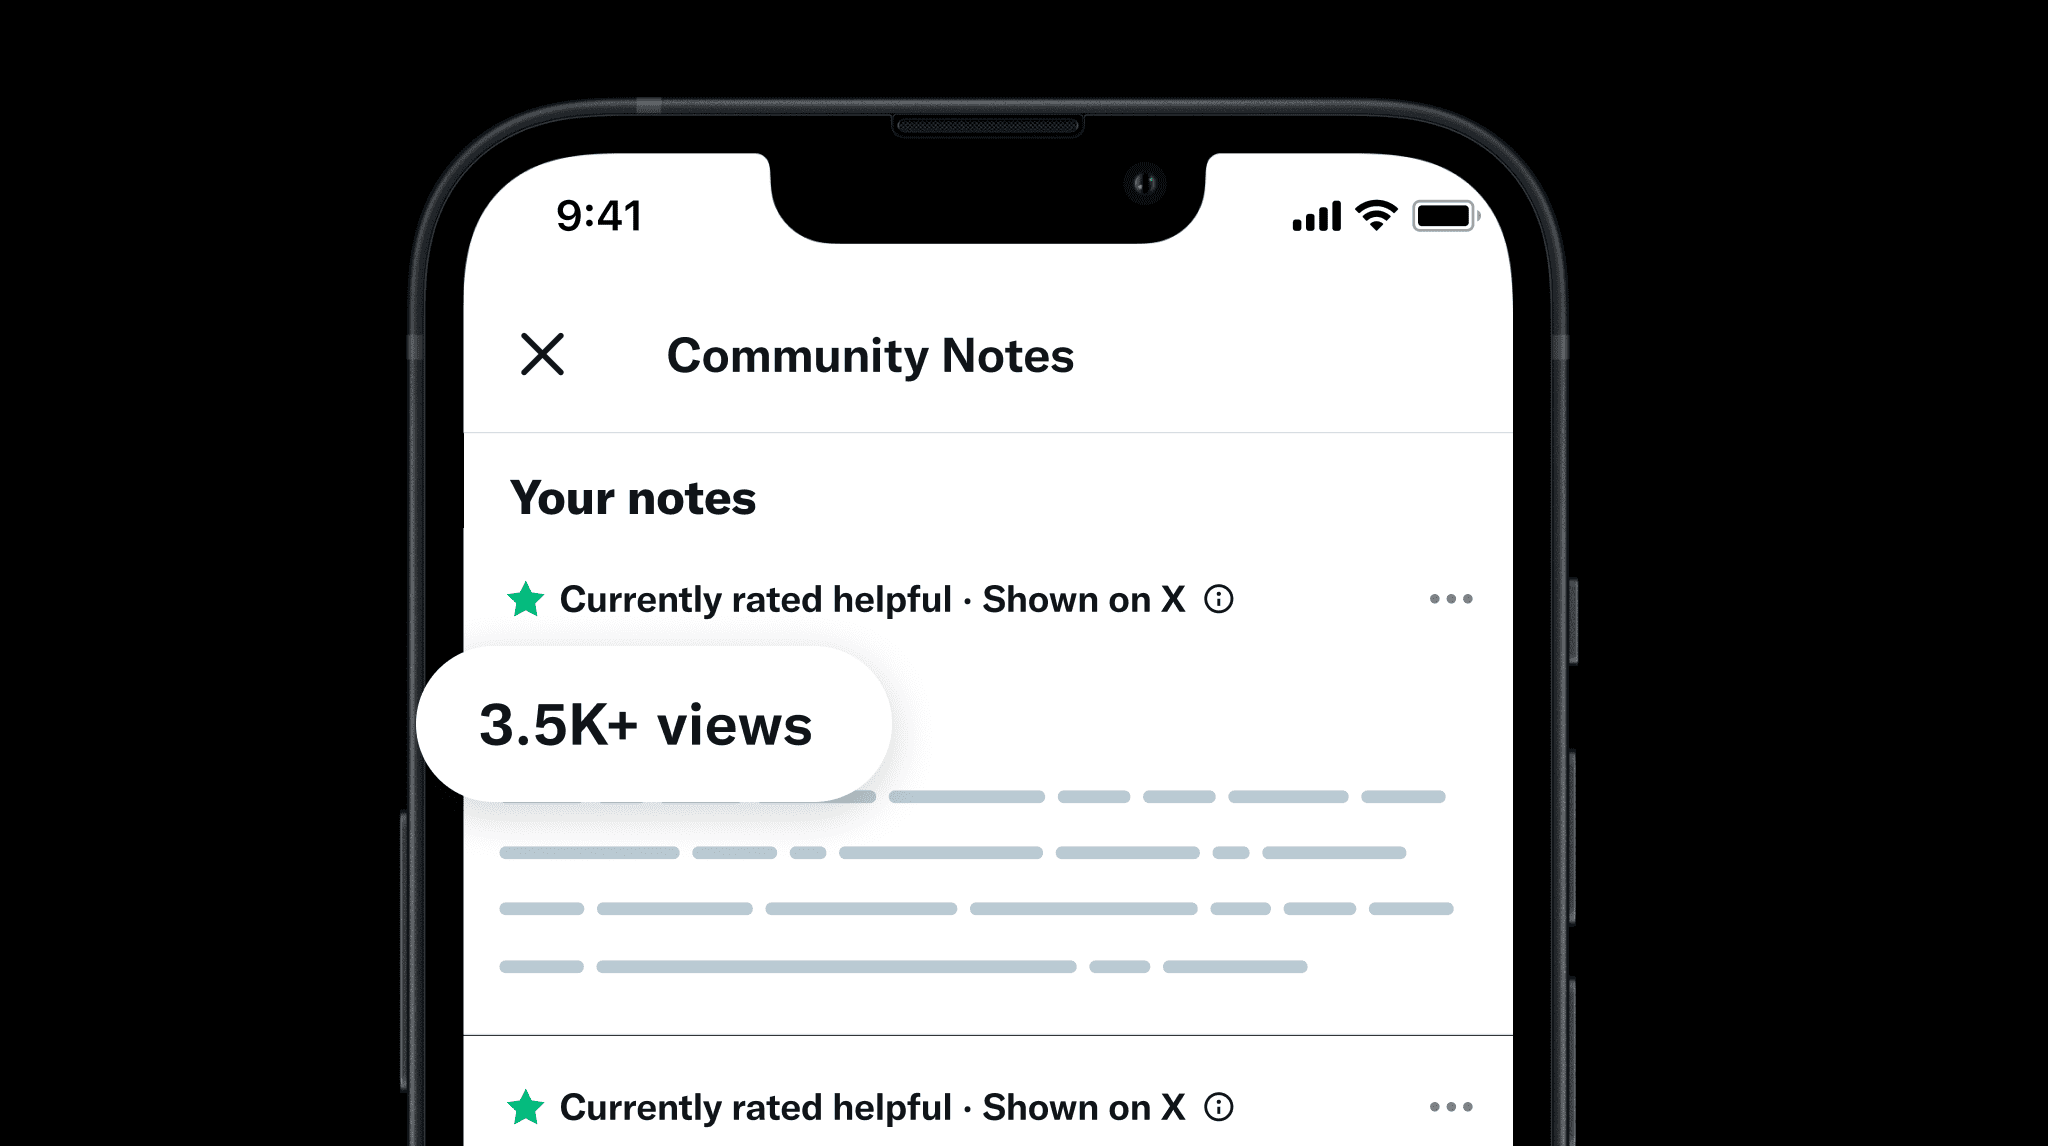 9:41
Community Notes
Your notes
Currently rated helpful · Shown on X
3.5K+ views
Currently rated helpful · Shown on X